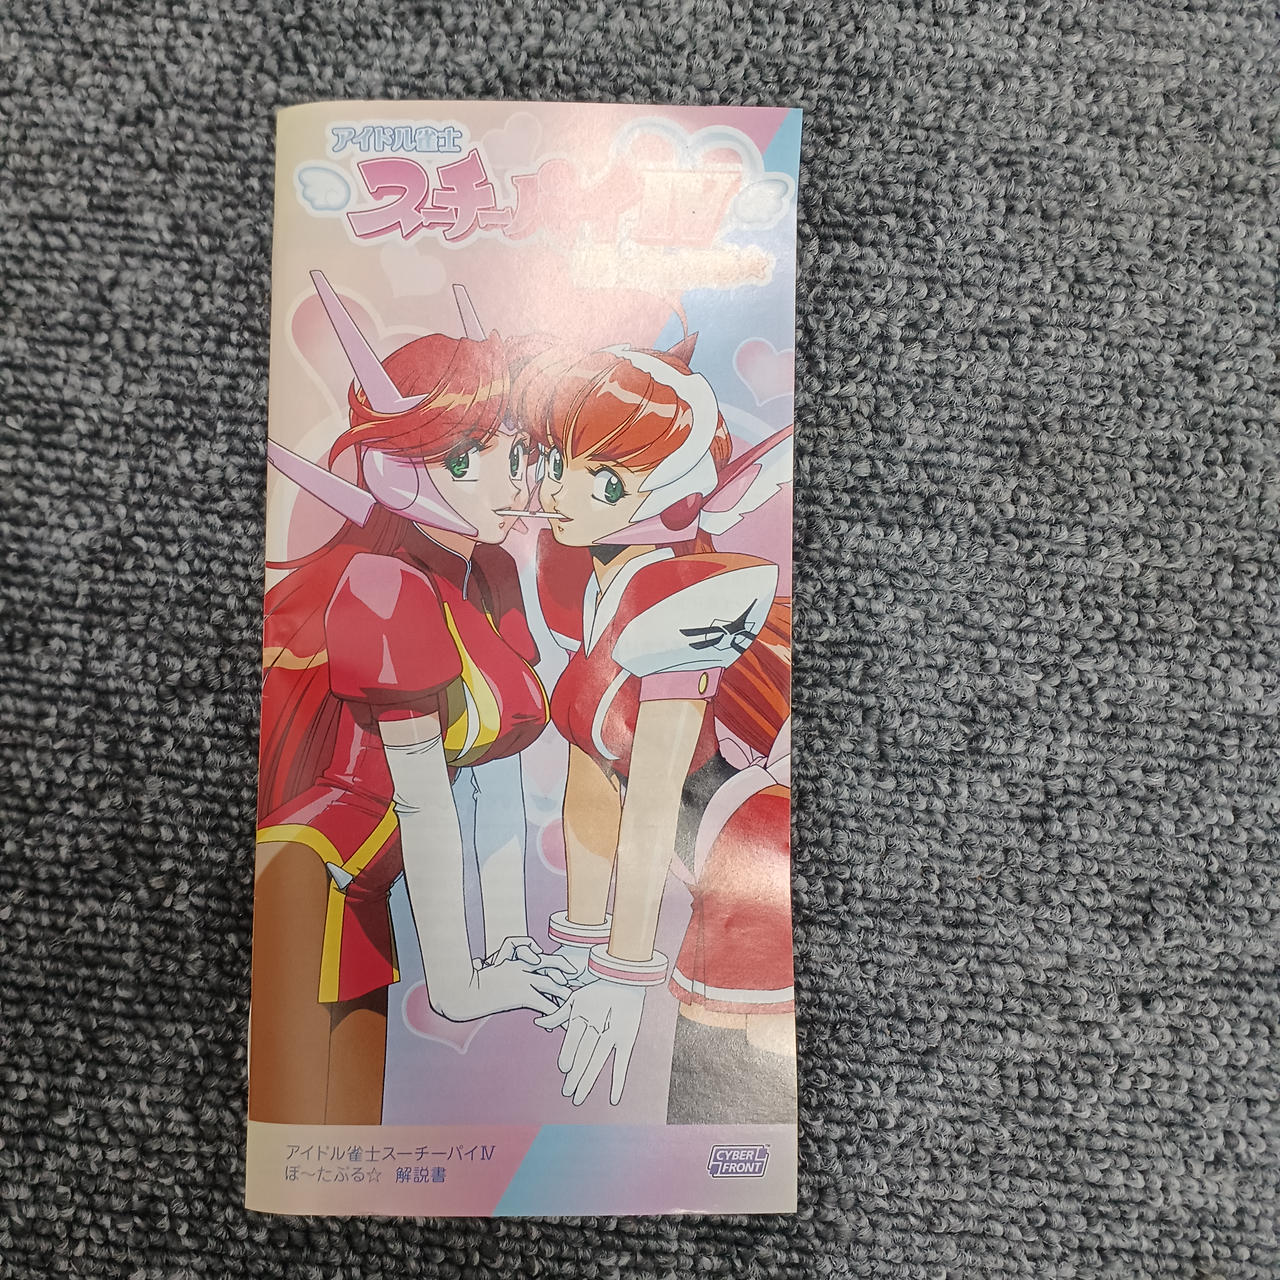 アイドル雀士
スーチーパイIV
アイドル雀士スーチーパイⅣ
ぽ〜たぶる☆ 解説書
CYBER
FRONT